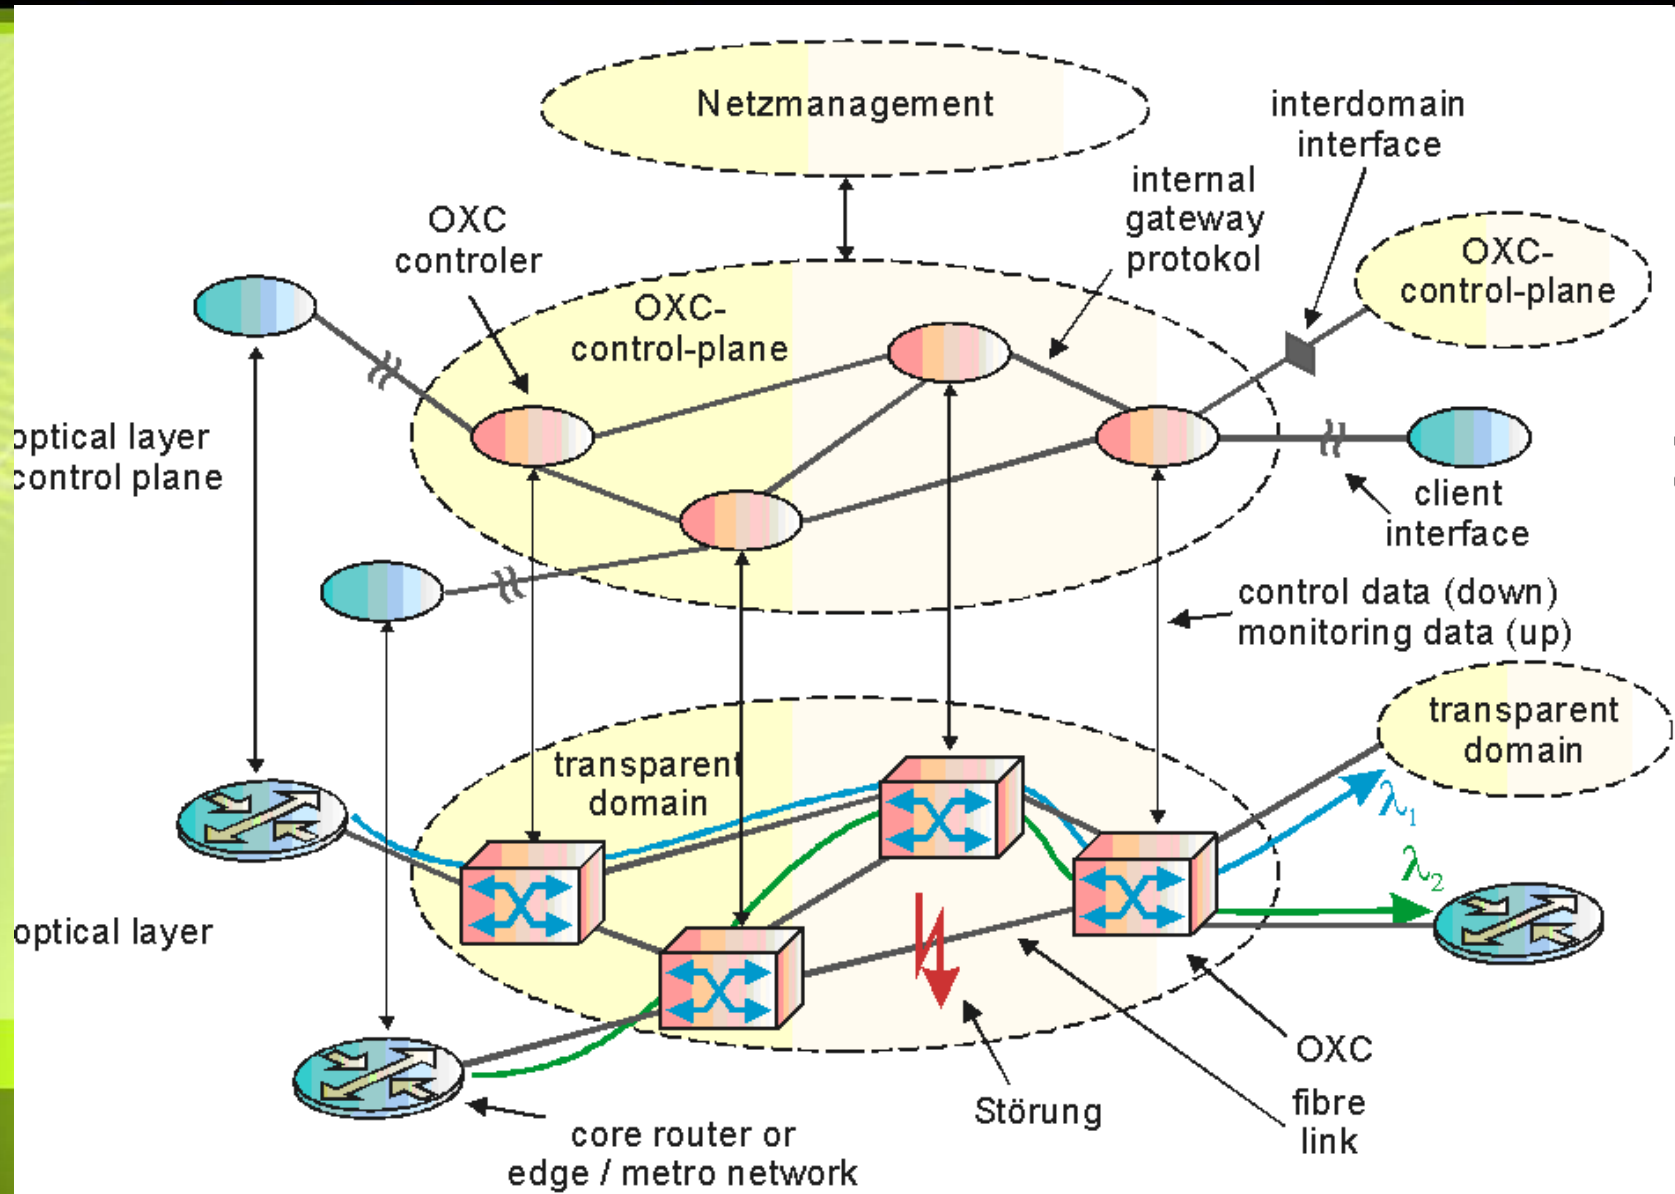 Netzmanagement
interdomain
interface
internal
gateway
protokol
OXC
controler
OXC-
control-plane
OXC-
control-plane
optical layer
control plane
client
interface
control data (down)
monitoring data (up)
transparent
domain
transparent
domain
λ1
λ2
optical layer
OXC
fibre
link
Störung
core router or
edge / metro network